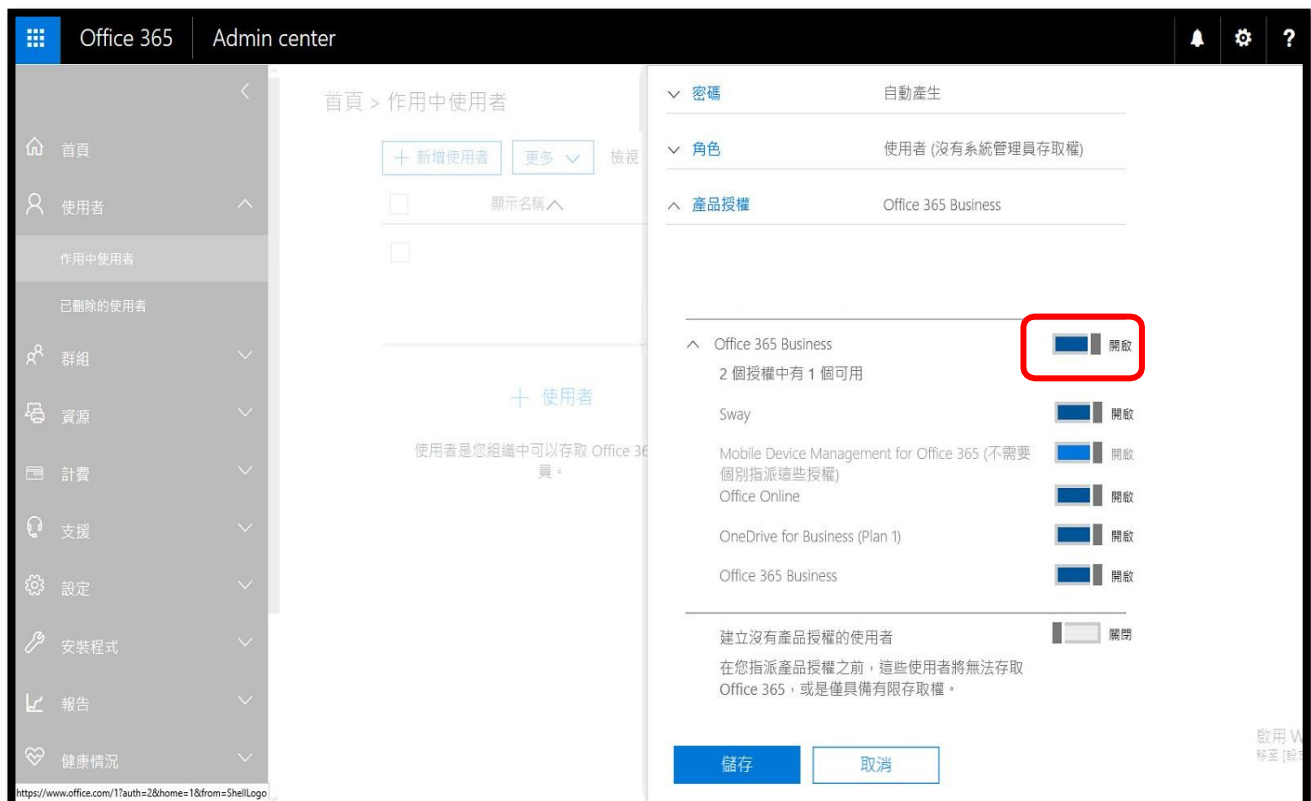 Office 365
Admin center
?
首頁
使用者
作用中使用者
已刪除的使用者
群組
資源
計費
支援
設定
安裝程式
報告
健康情況
https://www.office.com/1?auth=2&home=1&from=ShellLogo
首頁 > 作用中使用者
新增使用者
更多
檢視
顯示名稱
使用者
使用者是您組織中可以存取 Office 36
員。
密碼
自動產生
角色
使用者 (沒有系統管理員存取權)
產品授權
Office 365 Business
Office 365 Business
開啟
2 個授權中有 1 個可用
Sway
開啟
Mobile Device Management for Office 365 (不需要
開啟
個別指派這些授權)
Office Online
開啟
OneDrive for Business (Plan 1)
開啟
Office 365 Business
開啟
建立沒有產品授權的使用者
關閉
在您指派產品授權之前，這些使用者將無法存取
Office 365，或是僅具備有限存取權。
儲存
取消
啟用 W
移至 [設